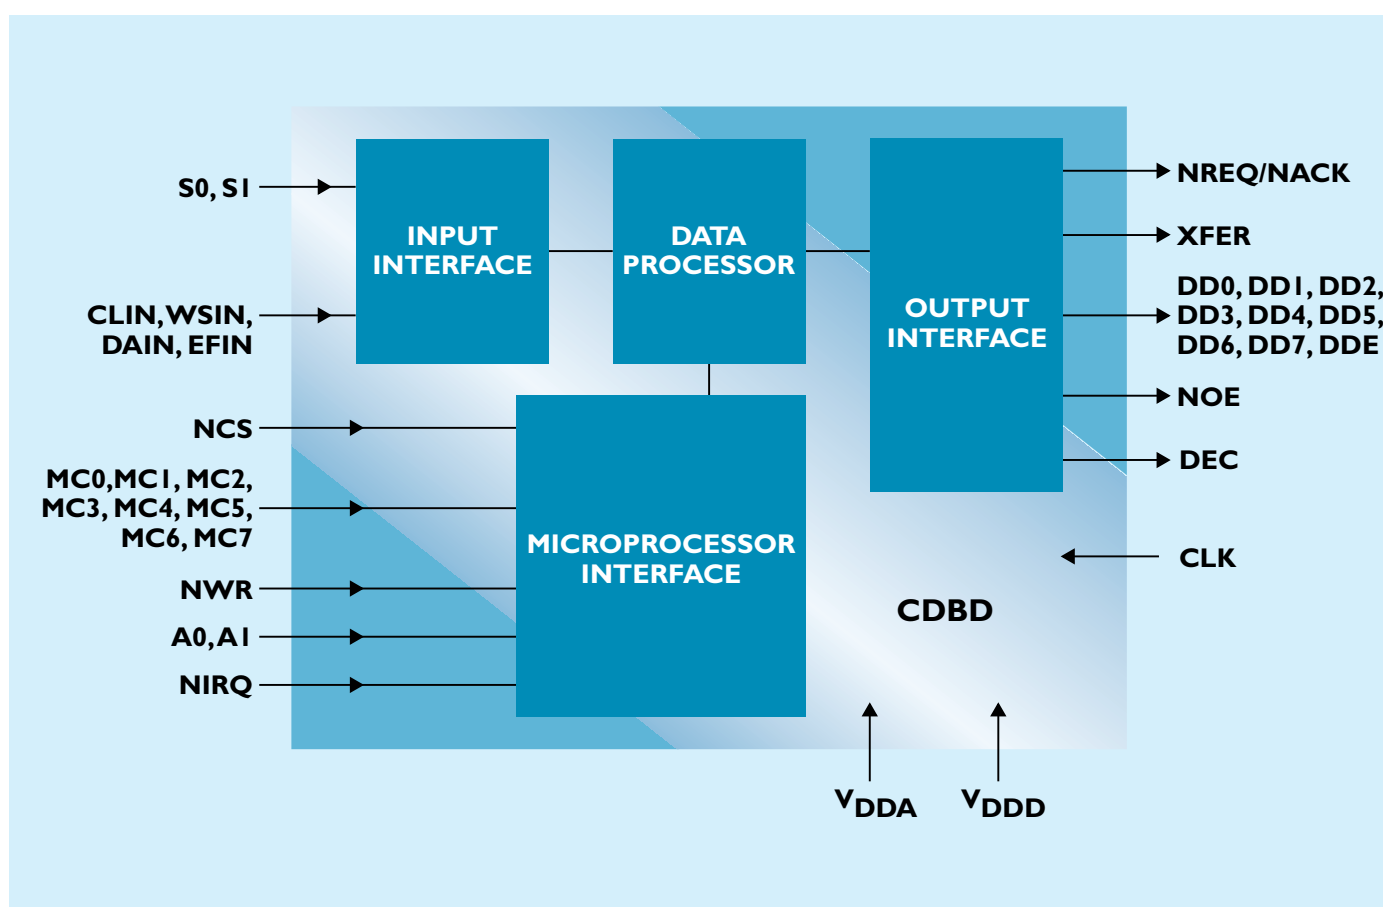 S0, S1
CLIN, WSIN,
DAIN, EFIN
NCS
MC0, MC1, MC2,
MC3, MC4, MC5,
MC6, MC7
NWR
A0, A1
NIRQ
INPUT
INTERFACE
DATA
PROCESSOR
MICROPROCESSOR
INTERFACE
OUTPUT
INTERFACE
CDBD
NREQ/NACK
XFER
DD0, DD1, DD2,
DD3, DD4, DD5,
DD6, DD7, DDE
NOE
DEC
CLK
VDDA
VDDD